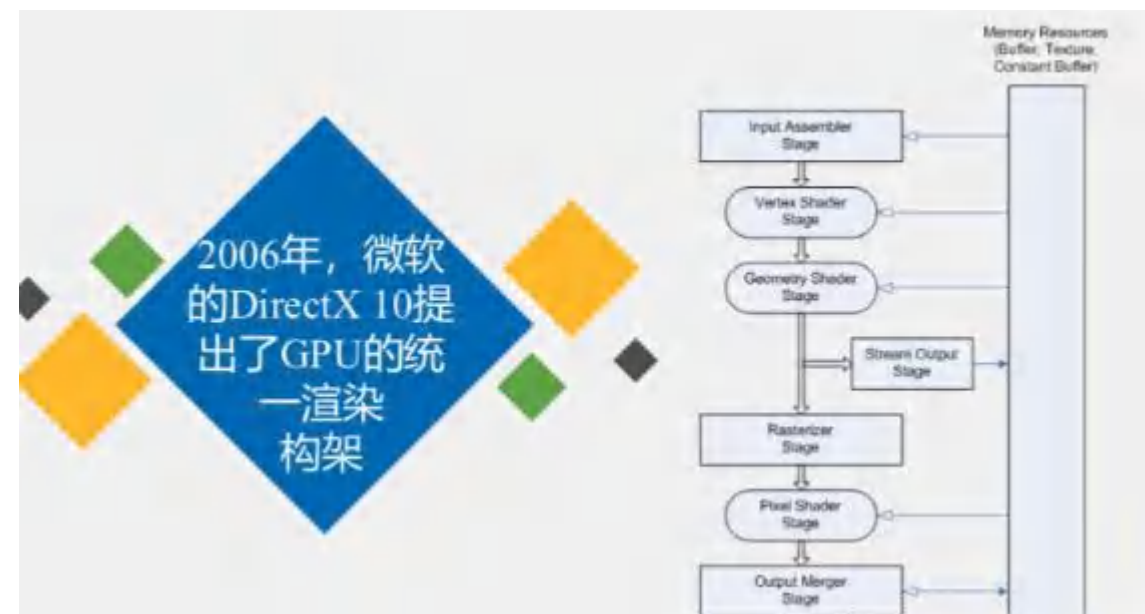 2006年，微软
的DirectX 10提
出了GPU的统
一渲染
构架
Memory Resources
(Buffer, Texture,
Constant Buffer)
Input Assembler
Stage
Vertex Shader
Stage
Geometry Shader
Stage
Stream Output
Stage
Rasterizer
Stage
Pixel Shader
Stage
Output Merger
Stage